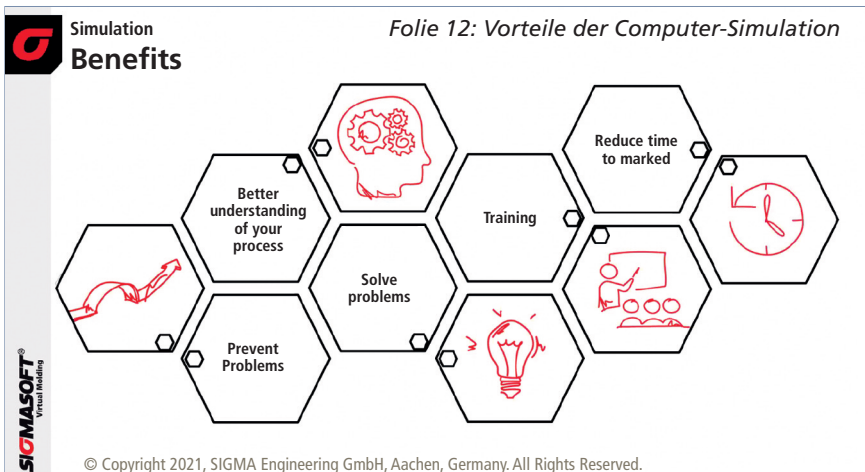 Simulation
Benefits
Folie 12: Vorteile der Computer-Simulation
Better
understanding
of your
process
Training
Reduce time
to marked
Solve
problems
Prevent
Problems
SIGMASOFT®
Virtual Molding
© Copyright 2021, SIGMA Engineering GmbH, Aachen, Germany. All Rights Reserved.